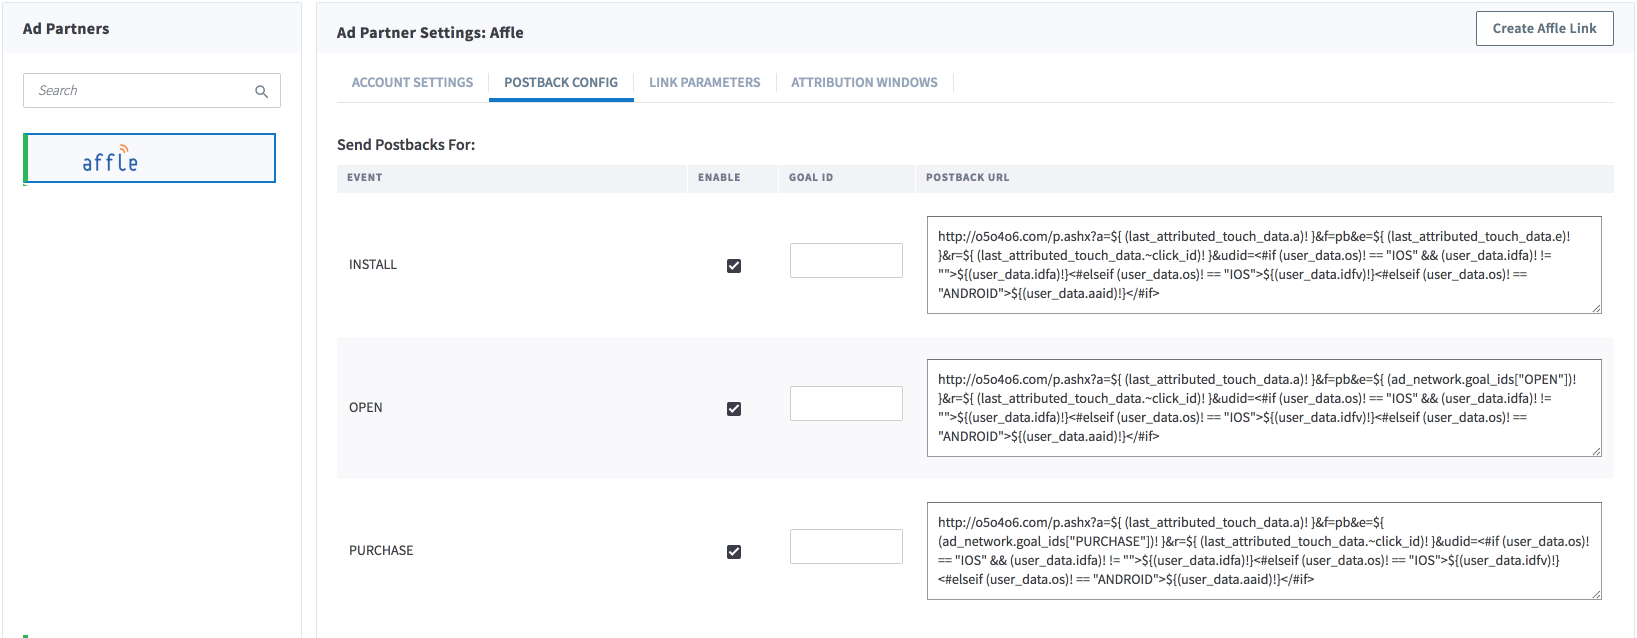 Ad Partners
Search
affle
Ad Partner Settings: Affle
Create Affle Link
ACCOUNT SETTINGS
POSTBACK CONFIG
LINK PARAMETERS
ATTRIBUTION WINDOWS
Send Postbacks For:
EVENT
ENABLE
GOAL ID
POSTBACK URL
INSTALL
http://o5o4o6.com/p.ashx?a=${ (last_attributed_touch_data.a)! }&f=pb&e=${ (last_attributed_touch_data.e)!
}&r=${ (last_attributed_touch_data.~click_id)! }&udid=<#if (user_data.os)! == "IOS" && (user_data.idfa)! !=
"">${(user_data.idfa)!}<#elseif (user_data.os)! == "IOS">${(user_data.idfv)!}<#elseif (user_data.os)! ==
"ANDROID">${(user_data.aaid)!}</#if>
OPEN
http://o5o4o6.com/p.ashx?a=${ (last_attributed_touch_data.a)! }&f=pb&e=${ (ad_network.goal_ids["OPEN"])!
}&r=${ (last_attributed_touch_data.~click_id)! }&udid=<#if (user_data.os)! == "IOS" && (user_data.idfa)! !=
"">${(user_data.idfa)!}<#elseif (user_data.os)! == "IOS">${(user_data.idfv)!}<#elseif (user_data.os)! ==
"ANDROID">${(user_data.aaid)!}</#if>
PURCHASE
http://o5o4o6.com/p.ashx?a=${ (last_attributed_touch_data.a)! }&f=pb&e=${
(ad_network.goal_ids["PURCHASE"])! }&r=${ (last_attributed_touch_data.~click_id)! }&udid=<#if (user_data.os)!
== "IOS" && (user_data.idfa)! != "">${(user_data.idfa)!}<#elseif (user_data.os)! == "IOS">${(user_data.idfv)!}
<#elseif (user_data.os)! == "ANDROID">${(user_data.aaid)!}</#if>